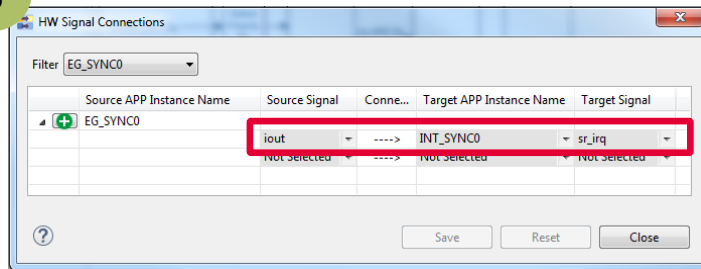 HW Signal Connections
Filter EG_SYNC0
Source APP Instance Name Source Signal Conne... Target APP Instance Name Target Signal
EG_SYNC0
iout ----> INT_SYNC0 sr_irq
Not Selected ----> Not Selected Not Selected
Save Reset Close